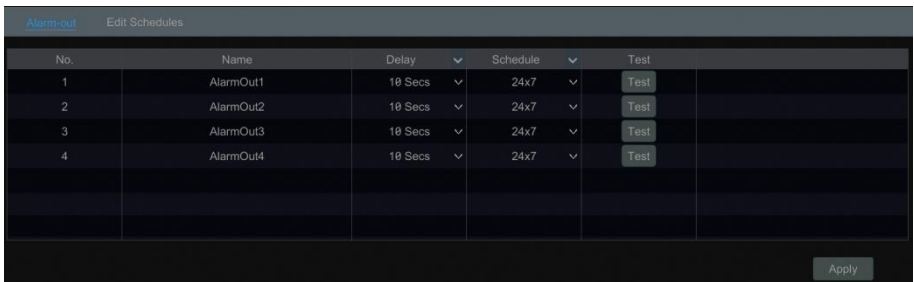 Alarm-out Edit Schedules
No. Name Delay Schedule Test
1 AlarmOut1 10 Secs 24x7 Test
2 AlarmOut2 10 Secs 24x7 Test
3 AlarmOut3 10 Secs 24x7 Test
4 AlarmOut4 10 Secs 24x7 Test
Apply